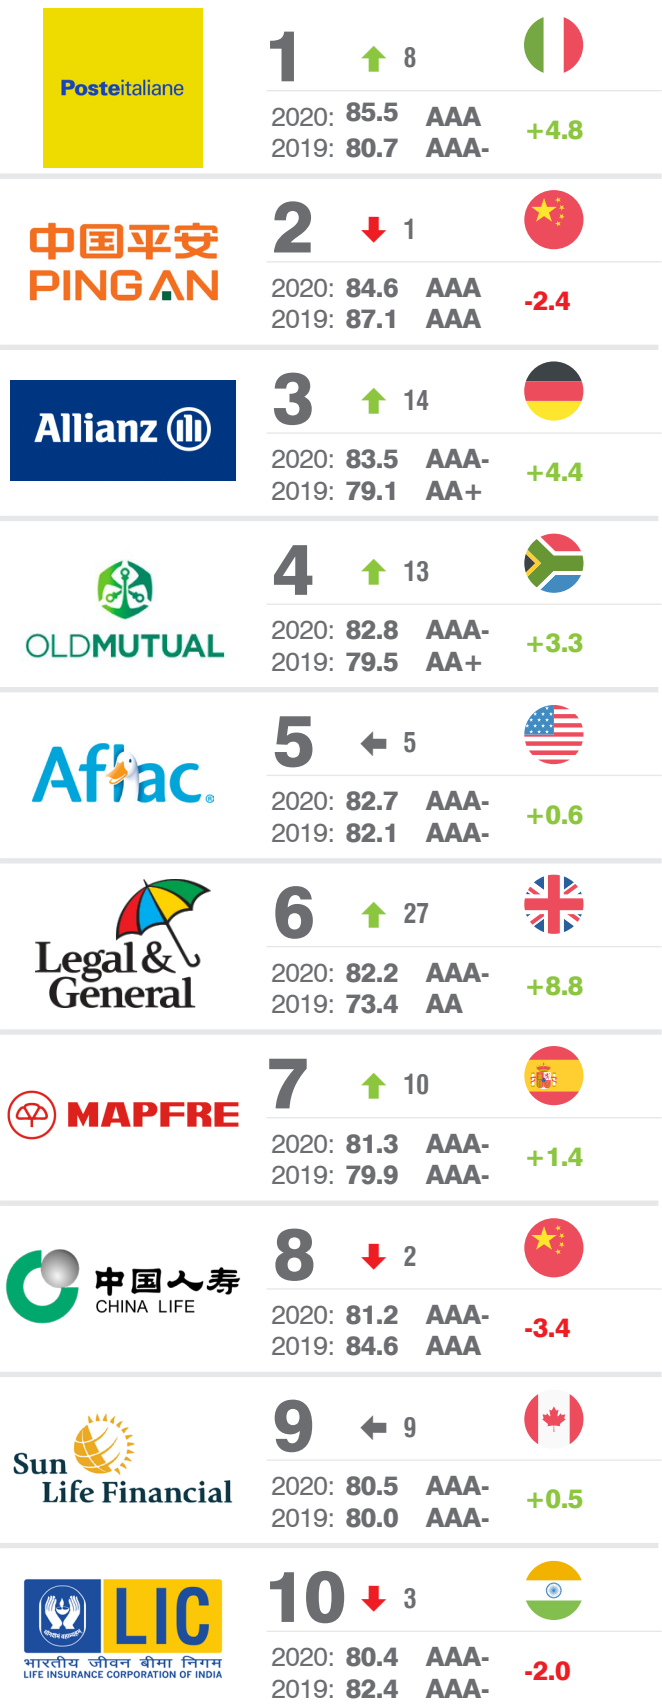 Posteitaliane
1 8
2020: 85.5 AAA
2019: 80.7 AAA-
+4.8
中国平安
PING AN
2 1
2020: 84.6 AAA
2019: 87.1 AAA
-2.4
Allianz
3 14
2020: 83.5 AAA-
2019: 79.1 AA+
+4.4
OLDMUTUAL
4 13
2020: 82.8 AAA-
2019: 79.5 AA+
+3.3
Aflac®
5 5
2020: 82.7 AAA-
2019: 82.1 AAA-
+0.6
Legal &
General
6 27
2020: 82.2 AAA-
2019: 73.4 AA
+8.8
MAPFRE
7 10
2020: 81.3 AAA-
2019: 79.9 AAA-
+1.4
中国人寿
CHINA LIFE
8 2
2020: 81.2 AAA-
2019: 84.6 AAA
-3.4
Sun
Life Financial
9 9
2020: 80.5 AAA-
2019: 80.0 AAA-
+0.5
LIC
भारतीय जीवन बीमा निगम
LIFE INSURANCE CORPORATION OF INDIA
10 3
2020: 80.4 AAA-
2019: 82.4 AAA-
-2.0